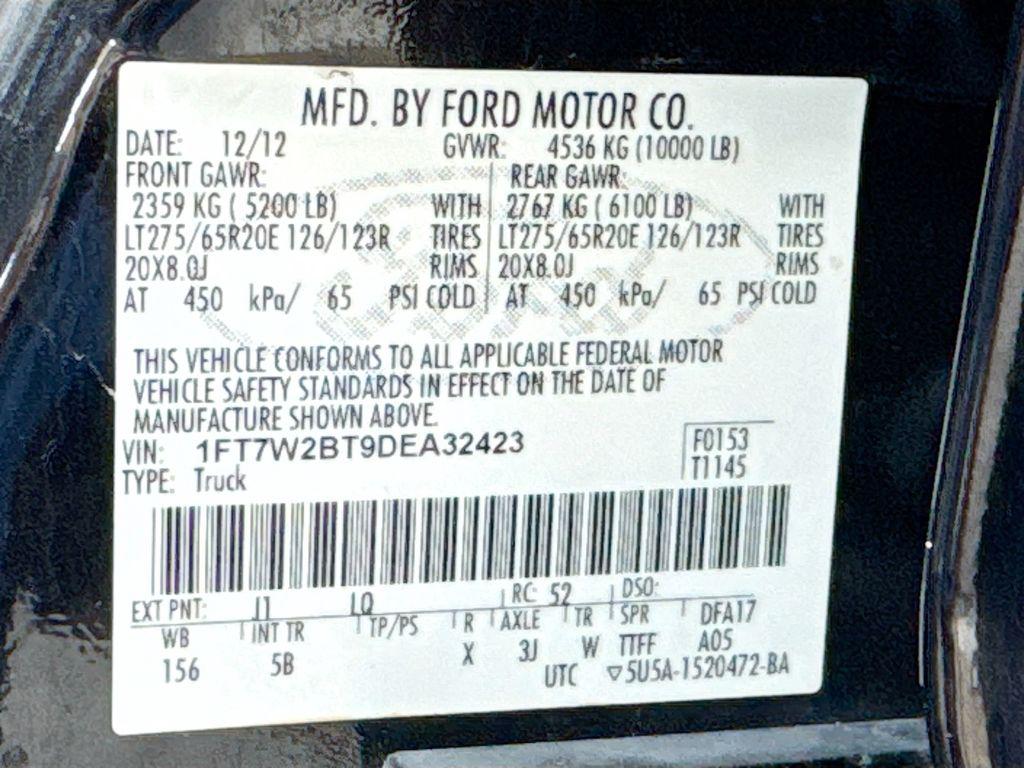 MFD. BY FORD MOTOR CO.
DATE: 12/12 GVWR: 4536 KG (10000 LB)
FRONT GAWR: REAR GAWR:
2359 KG ( 5200 LB) WITH 2767 KG ( 6100 LB) WITH
LT275/65R20E 126/123R TIRES LT275/65R20E 126/123R TIRES
20X8.0J RIMS 20X8.0J RIMS
AT 450 kPa/ 65 PSI COLD AT 450 kPa/ 65 PSI COLD
THIS VEHICLE CONFORMS TO ALL APPLICABLE FEDERAL MOTOR
VEHICLE SAFETY STANDARDS IN EFFECT ON THE DATE OF
MANUFACTURE SHOWN ABOVE.
VIN: 1FT7W2BT9DEA32423 F0153
TYPE: Truck T1145
EXT PNT: J1 LQ RC: 52 DSO:
WB INT TR TP/PS R AXLE TR SPR DFA17
156 5B X 3J W TTFF A05
UTC ▽5U5A-1520472-BA